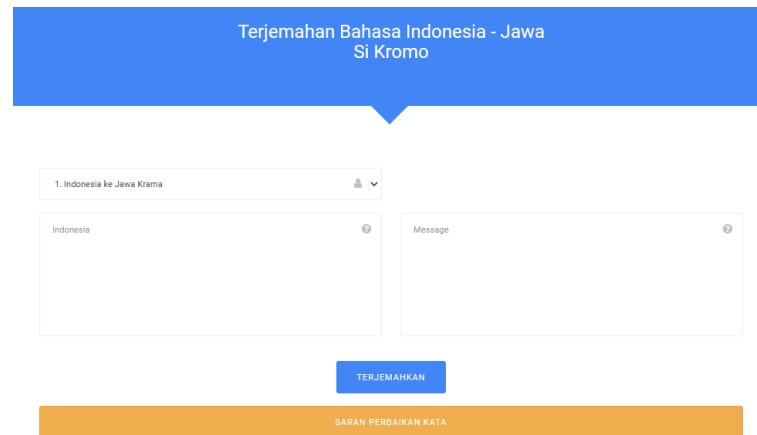 Terjemahan Bahasa Indonesia - Jawa
Si Kromo
1. Indonesia ke Jawa Krama
Indonesia
Message
TERJEMAHKAN
SARAN PERBAIKAN KATA